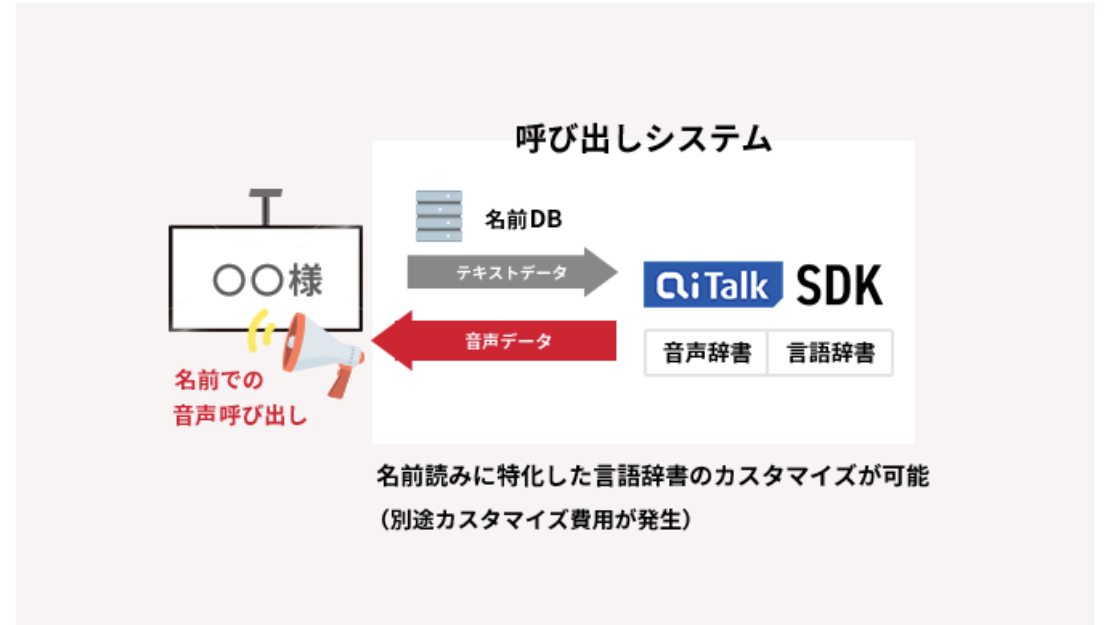 呼び出しシステム
名前DB
テキストデータ
AiTalk SDK
〇〇様
音声データ
音声辞書 言語辞書
名前での
音声呼び出し
名前読みに特化した言語辞書のカスタマイズが可能
（別途カスタマイズ費用が発生）